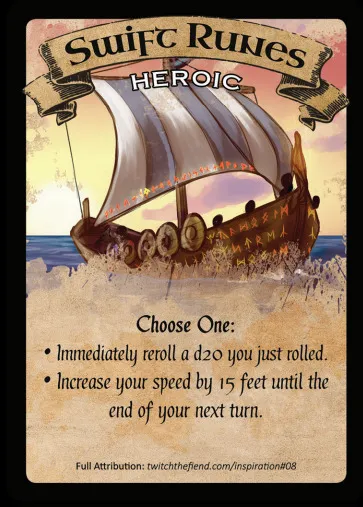 Swift Runes
HEROIC
Choose One:
• Immediately reroll a d20 you just rolled.
• Increase your speed by 15 feet until the
end of your next turn.
Full Attribution: twitchthefiend.com/inspiration#08